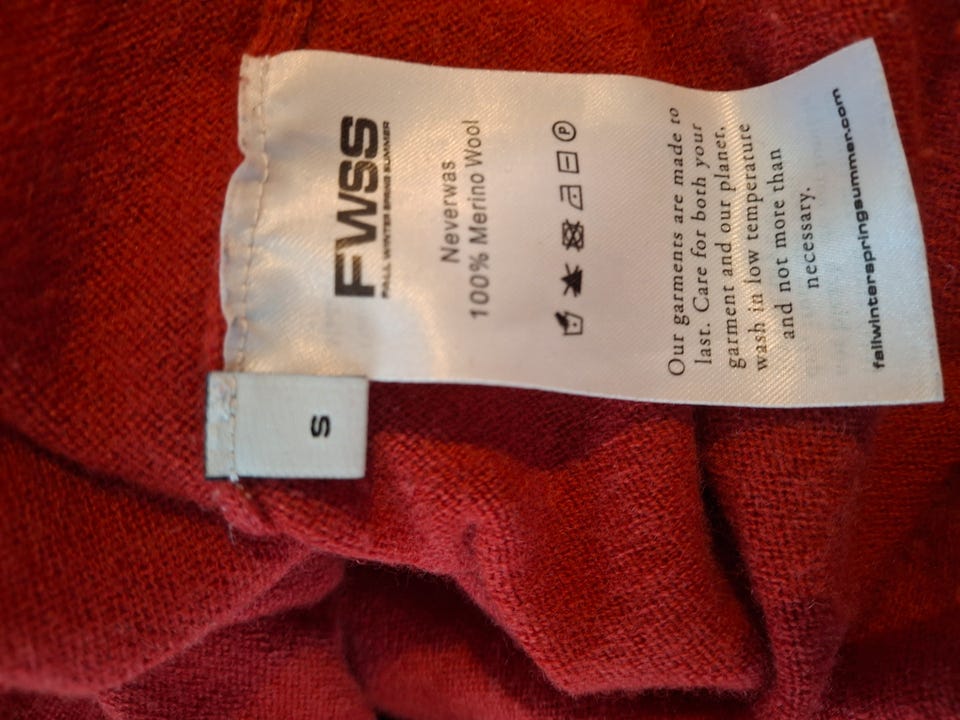 FWSS
FALL WINTER SPRING SUMMER
Neverwas
100% Merino Wool
P
Our garments are made to
last. Care for both your
garment and our planet,
wash in low temperature
and not more than
necessary.
fallwinterspringsummer.com
S